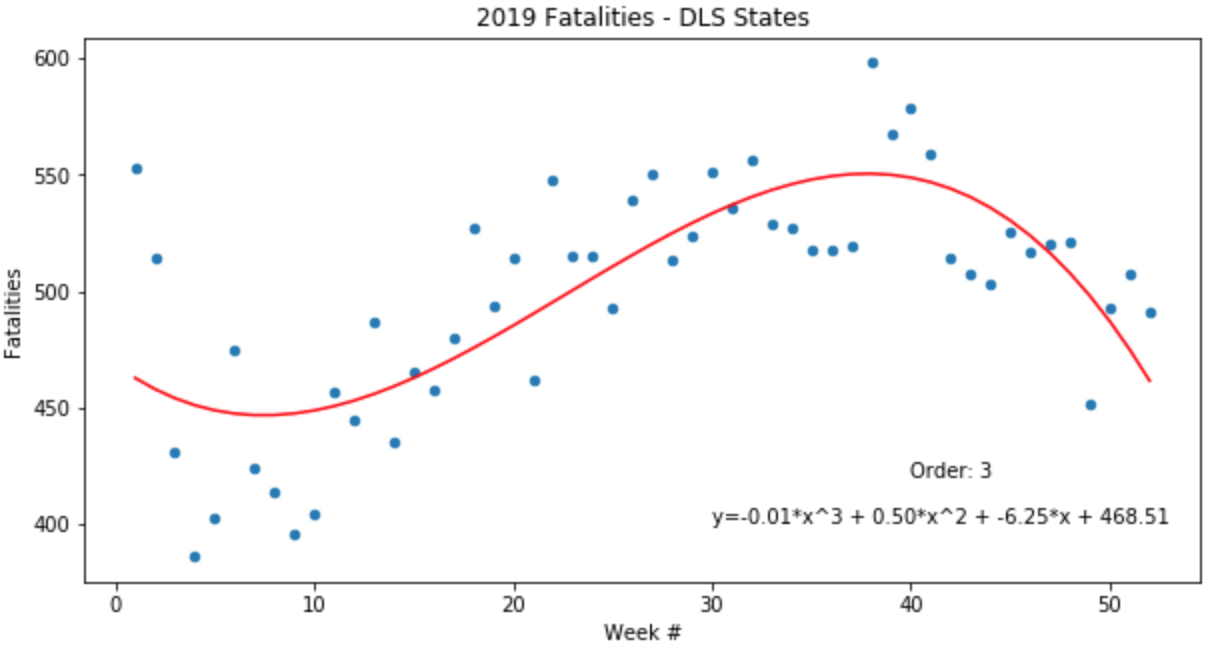 2019 Fatalities - DLS States
600
550
500
450
400
Fatalities
Order: 3
y=-0.01*x^3 + 0.50*x^2 + -6.25*x + 468.51
0 10 20 30 40 50
Week #